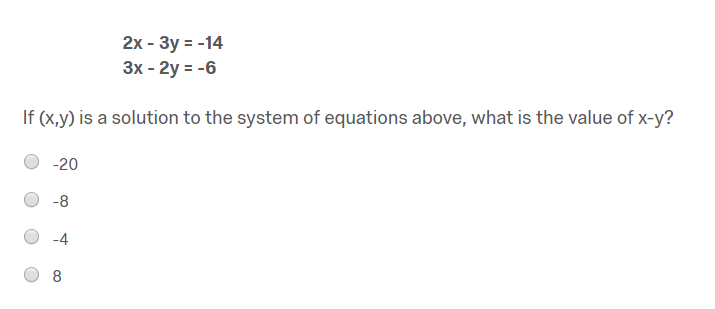 2x - 3y = -14
3x - 2y = -6
If (x,y) is a solution to the system of equations above, what is the value of x-y?
-20
-8
-4
8